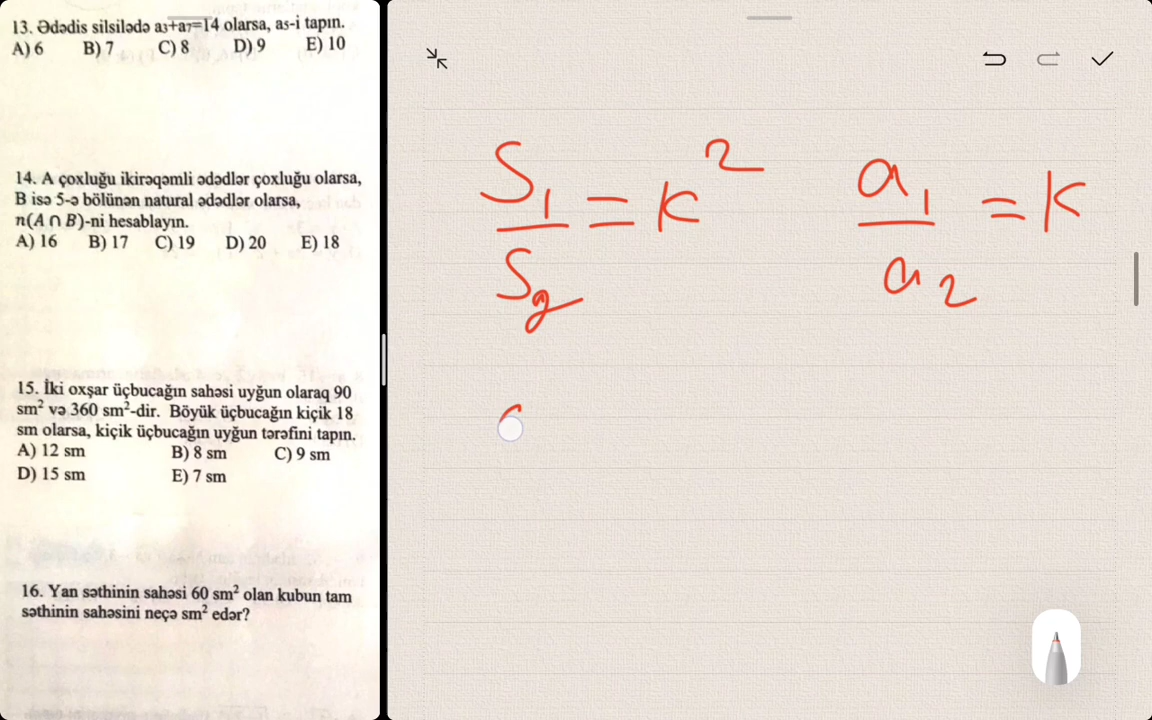 13. Ədədis silsilədə a₃+a₇=14 olarsa, a₅-i tapın.
A) 6 B) 7 C) 8 D) 9 E) 10
14. A çoxluğu ikirəqəmli ədədlər çoxluğu olarsa,
B isə 5-ə bölünən natural ədədlər olarsa,
n(A ∩ B)-ni hesablayın.
A) 16 B) 17 C) 19 D) 20 E) 18
15. İki oxşar üçbucağın sahəsi uyğun olaraq 90
sm² və 360 sm²-dir. Böyük üçbucağın kiçik 18
sm olarsa, kiçik üçbucağın uyğun tərəfini tapın.
A) 12 sm B) 8 sm C) 9 sm
D) 15 sm E) 7 sm
16. Yan səthinin sahəsi 60 sm² olan kubun tam
səthinin sahəsini neçə sm² edər?
S₁/S₂ = k² a₁/a₂ = k